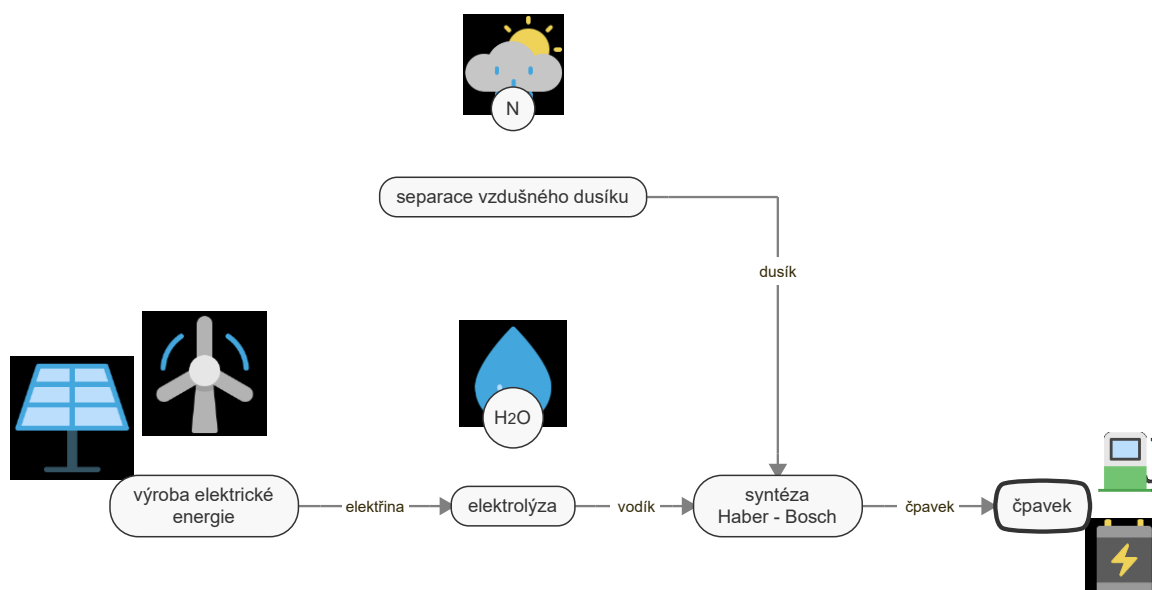 N
separace vzdušného dusíku
dusík
H2O
výroba elektrické
energie
elektřina
elektrolýza
vodík
syntéza
Haber - Bosch
čpavek
čpavek